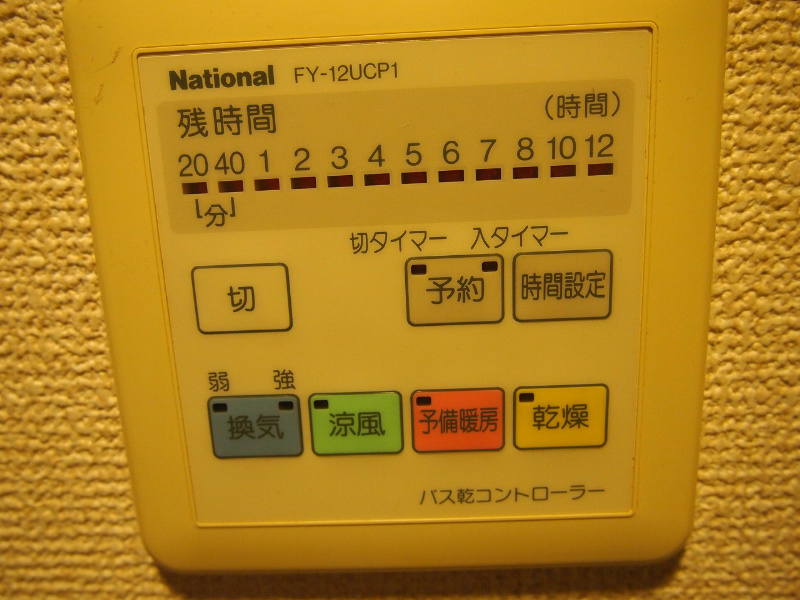 National FY-12UCP1
残時間 (時間)
20 40 1 2 3 4 5 6 7 8 10 12
[分]
切タイマー 入タイマー
切 予約 時間設定
弱 強
換気 涼風 予備暖房 乾燥
バス乾コントローラー